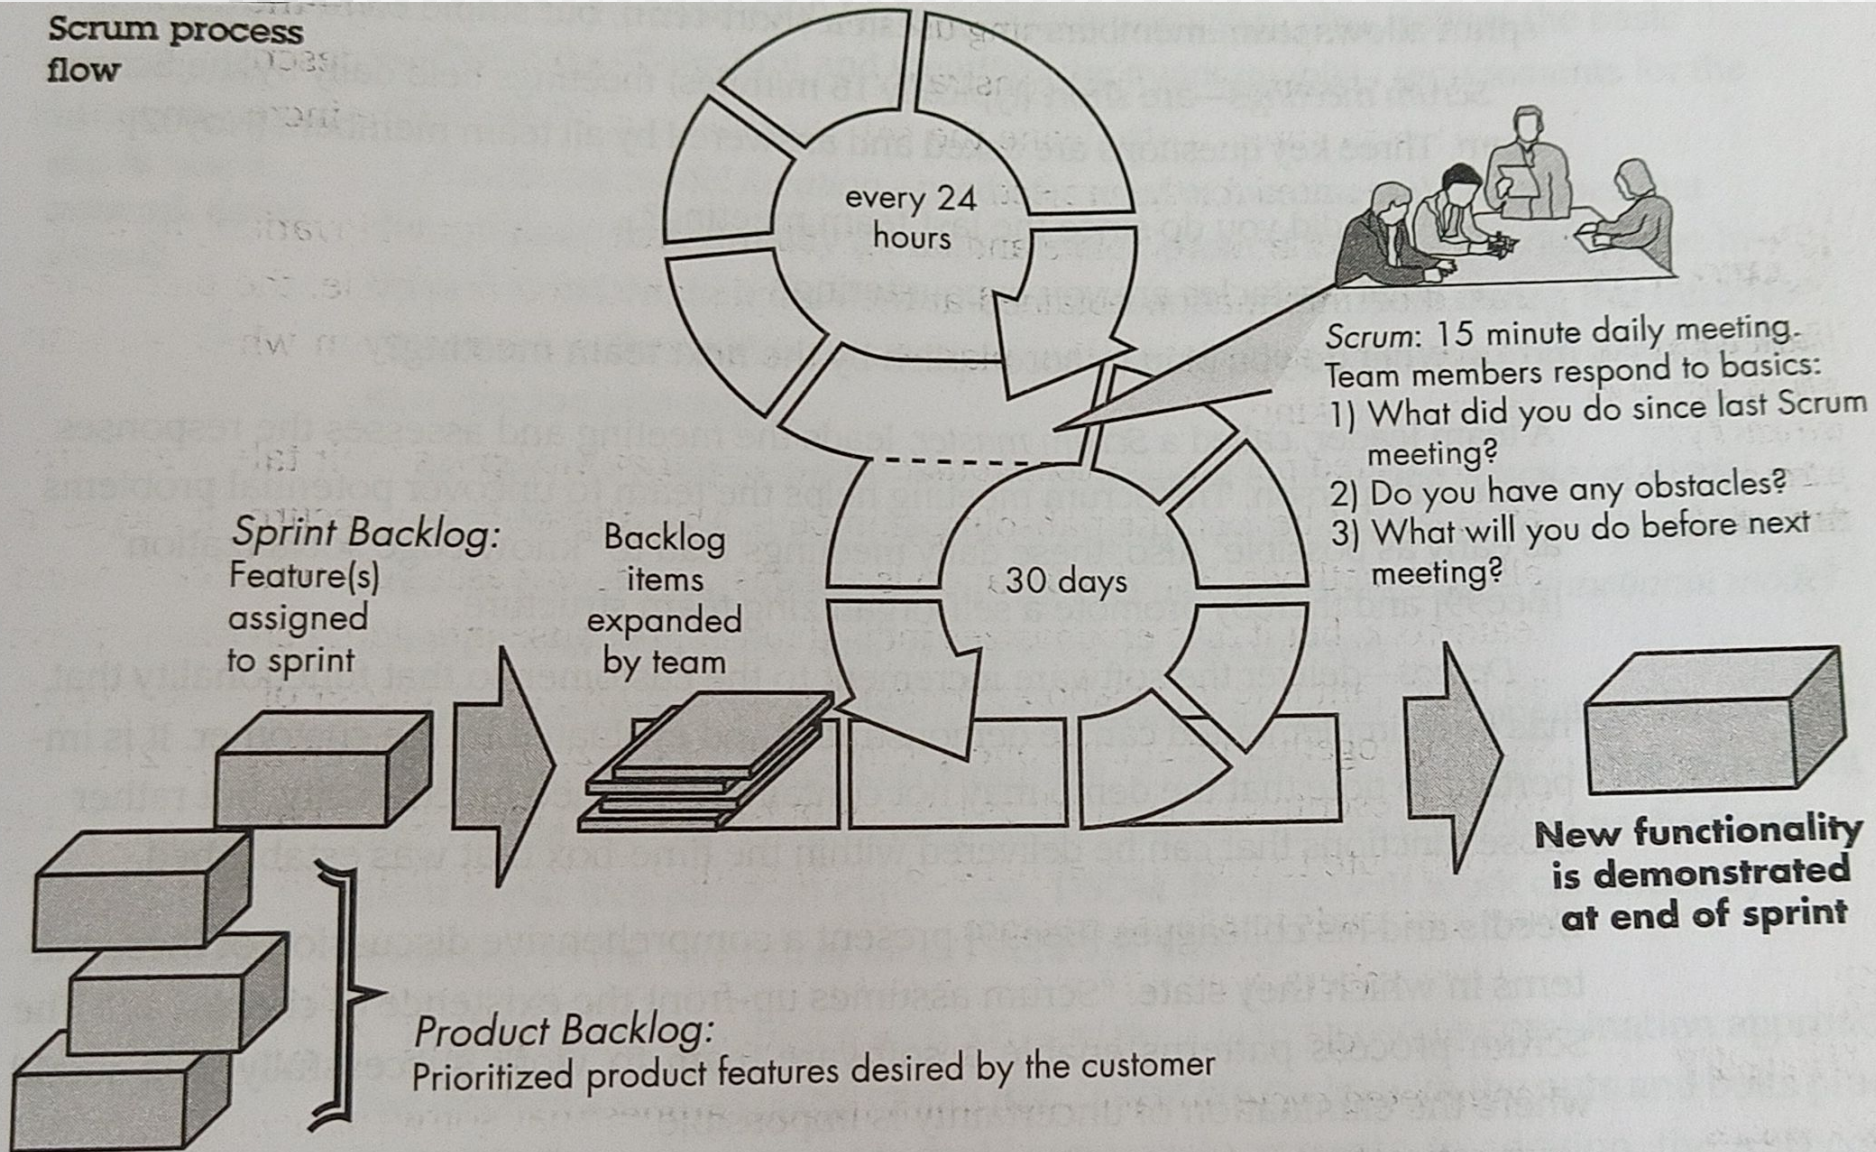 Scrum process
flow
every 24
hours
Scrum: 15 minute daily meeting.
Team members respond to basics:
1) What did you do since last Scrum
meeting?
2) Do you have any obstacles?
3) What will you do before next
meeting?
30 days
Sprint Backlog:
Feature(s)
assigned
to sprint
Backlog
items
expanded
by team
New functionality
is demonstrated
at end of sprint
Product Backlog:
Prioritized product features desired by the customer